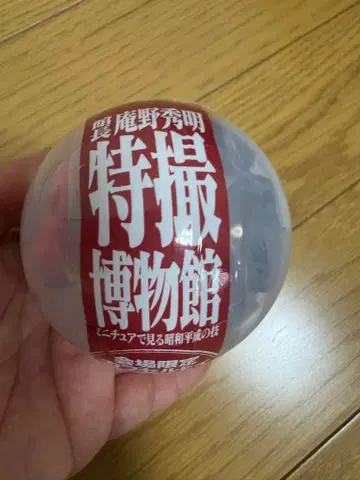 館長 庵野秀明
特撮
博物館
ミニチュアで見る昭和平成の技
会場限定